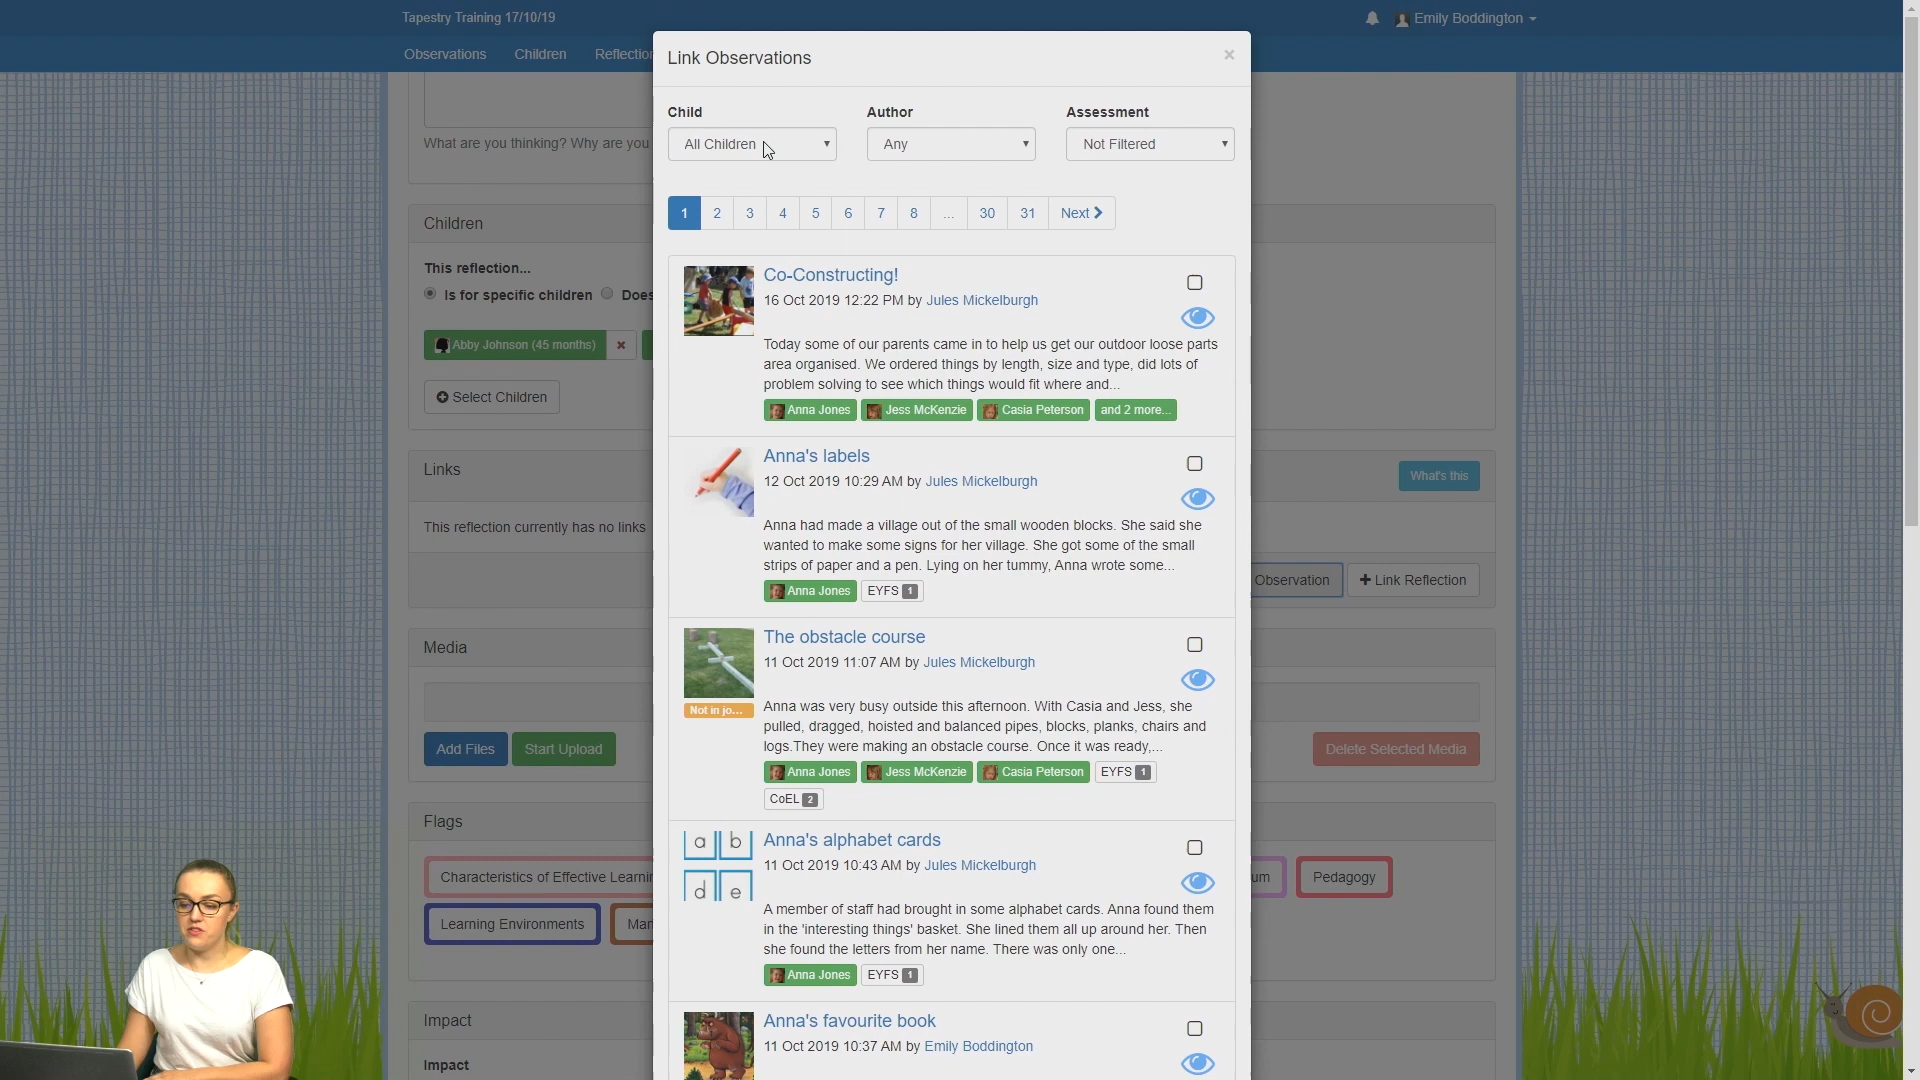 Tapestry Training 17/10/19
Emily Boddington
Observations Children Reflection
Link Observations
×
Child Author Assessment
All Children Any Not Filtered
1 2 3 4 5 6 7 8 ... 30 31 Next
What are you thinking? Why are you
Children
This reflection...
Is for specific children Does
Abby Johnson (45 months)
Select Children
Links
What's this
This reflection currently has no links
Observation Link Reflection
Media
Add Files Start Upload Delete Selected Media
Flags
Characteristics of Effective Learnin
um Pedagogy
Learning Environments Man
Impact
Impact
Co-Constructing!
16 Oct 2019 12:22 PM by Jules Mickelburgh
Today some of our parents came in to help us get our outdoor loose parts
area organised. We ordered things by length, size and type, did lots of
problem solving to see which things would fit where and...
Anna Jones Jess McKenzie Casia Peterson and 2 more...
Anna's labels
12 Oct 2019 10:29 AM by Jules Mickelburgh
Anna had made a village out of the small wooden blocks. She said she
wanted to make some signs for her village. She got some of the small
strips of paper and a pen. Lying on her tummy, Anna wrote some...
Anna Jones EYFS 1
The obstacle course
11 Oct 2019 11:07 AM by Jules Mickelburgh
Not in jo...
Anna was very busy outside this afternoon. With Casia and Jess, she
pulled, dragged, hoisted and balanced pipes, blocks, planks, chairs and
logs.They were making an obstacle course. Once it was ready,...
Anna Jones Jess McKenzie Casia Peterson EYFS 1
CoEL 2
a b
d e
Anna's alphabet cards
11 Oct 2019 10:43 AM by Jules Mickelburgh
A member of staff had brought in some alphabet cards. Anna found them
in the 'interesting things' basket. She lined them all up around her. Then
she found the letters from her name. There was only one...
Anna Jones EYFS 1
Anna's favourite book
11 Oct 2019 10:37 AM by Emily Boddington